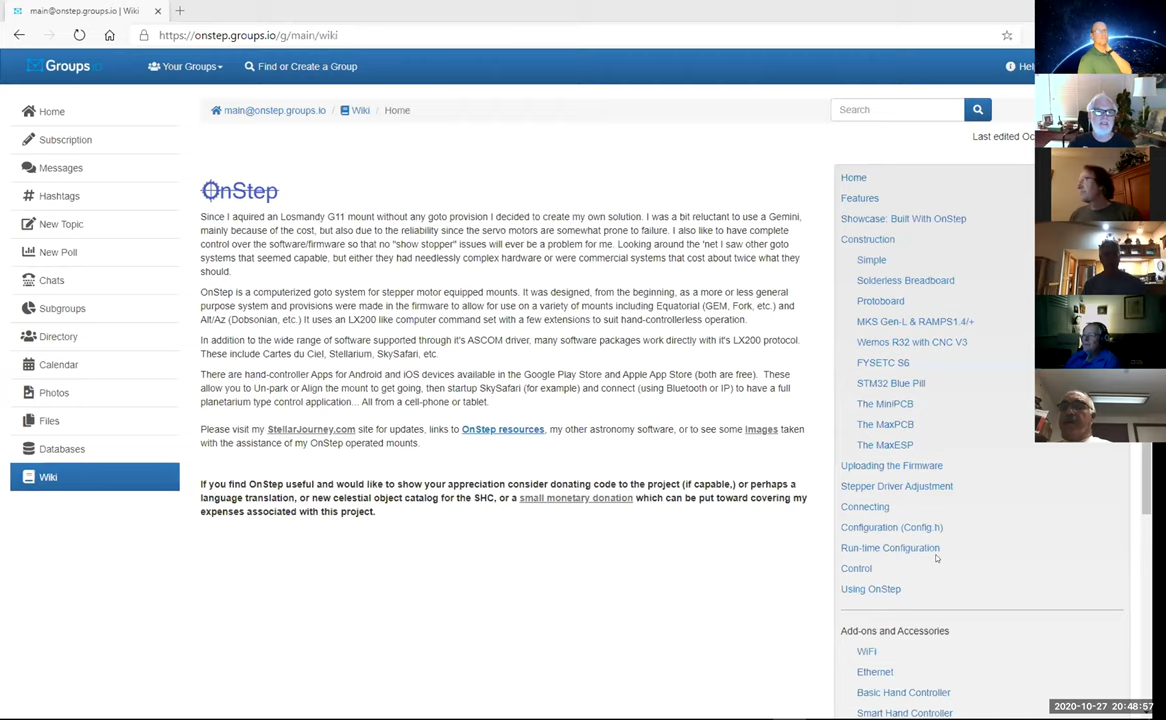 main@onstep.groups.io | Wiki
https://onstep.groups.io/g/main/wiki
Groups.io
Your Groups
Find or Create a Group
Home
Subscription
Messages
Hashtags
New Topic
New Poll
Chats
Subgroups
Directory
Calendar
Photos
Files
Databases
Wiki
main@onstep.groups.io / Wiki / Home
Search
Last edited Oc
OnStep
Since I aquired an Losmandy G11 mount without any goto provision I decided to create my own solution. I was a bit reluctant to use a Gemini,
mainly because of the cost, but also due to the reliability since the servo motors are somewhat prone to failure. I also like to have complete
control over the software/firmware so that no "show stopper" issues will ever be a problem for me. Looking around the 'net I saw other goto
systems that seemed capable, but either they had needlessly complex hardware or were commercial systems that cost about twice what they
should.
OnStep is a computerized goto system for stepper motor equipped mounts. It was designed, from the beginning, as a more or less general
purpose system and provisions were made in the firmware to allow for use on a variety of mounts including Equatorial (GEM, Fork, etc.) and
Alt/Az (Dobsonian, etc.) It uses an LX200 like computer command set with a few extensions to suit hand-controllerless operation.
In addition to the wide range of software supported through it's ASCOM driver, many software packages work directly with it's LX200 protocol.
These include Cartes du Ciel, Stellarium, SkySafari, etc.
There are hand-controller Apps for Android and iOS devices available in the Google Play Store and Apple App Store (both are free). These
allow you to Un-park or Align the mount to get going, then startup SkySafari (for example) and connect (using Bluetooth or IP) to have a full
planetarium type control application... All from a cell-phone or tablet.
Please visit my StellarJourney.com site for updates, links to OnStep resources, my other astronomy software, or to see some images taken
with the assistance of my OnStep operated mounts.
If you find OnStep useful and would like to show your appreciation consider donating code to the project (if capable,) or perhaps a
language translation, or new celestial object catalog for the SHC, or a small monetary donation which can be put toward covering my
expenses associated with this project.
Home
Features
Showcase: Built With OnStep
Construction
Simple
Solderless Breadboard
Protoboard
MKS Gen-L & RAMPS1.4/+
Wemos R32 with CNC V3
FYSETC S6
STM32 Blue Pill
The MiniPCB
The MaxPCB
The MaxESP
Uploading the Firmware
Stepper Driver Adjustment
Connecting
Configuration (Config.h)
Run-time Configuration
Control
Using OnStep
Add-ons and Accessories
WiFi
Ethernet
Basic Hand Controller
Smart Hand Controller
2020-10-27 20:48:57